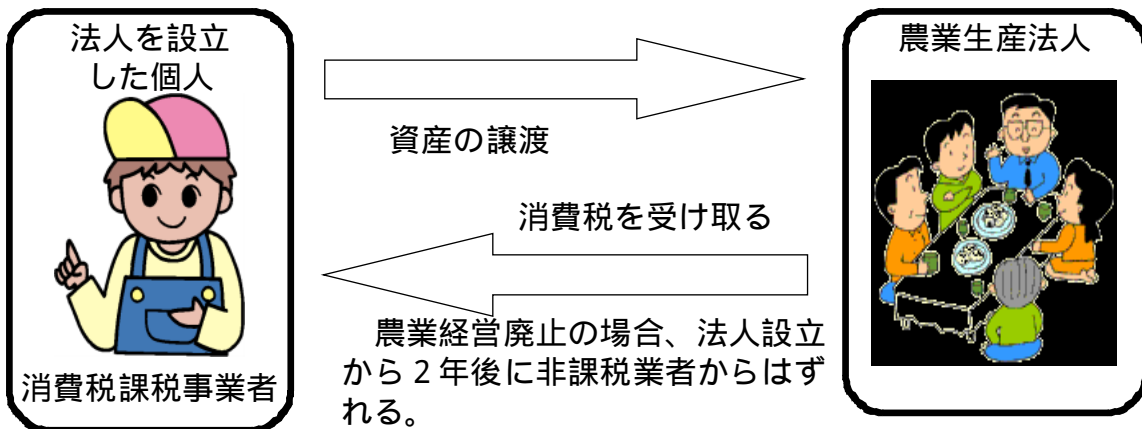 法人を設立
した個人
消費税課税事業者
資産の譲渡
消費税を受け取る
農業経営廃止の場合、法人設立
から２年後に非課税業者からはず
れる。
農業生産法人